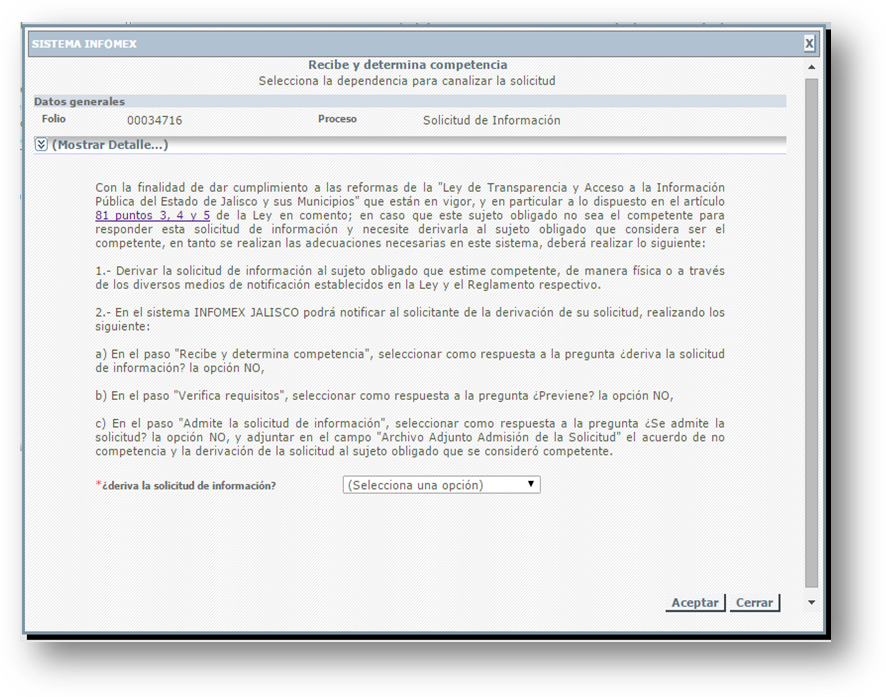 SISTEMA INFOMEX
X
Recibe y determina competencia
Selecciona la dependencia para canalizar la solicitud
Datos generales
Folio 00034716 Proceso Solicitud de Información
(Mostrar Detalle...)
Con la finalidad de dar cumplimiento a las reformas de la "Ley de Transparencia y Acceso a la Información
Pública del Estado de Jalisco y sus Municipios" que están en vigor, y en particular a lo dispuesto en el artículo
81 puntos 3, 4 y 5 de la Ley en comento; en caso que este sujeto obligado no sea el competente para
responder esta solicitud de información y necesite derivarla al sujeto obligado que considera ser el
competente, en tanto se realizan las adecuaciones necesarias en este sistema, deberá realizar lo siguiente:
1.- Derivar la solicitud de información al sujeto obligado que estime competente, de manera física o a través
de los diversos medios de notificación establecidos en la Ley y el Reglamento respectivo.
2.- En el sistema INFOMEX JALISCO podrá notificar al solicitante de la derivación de su solicitud, realizando los
siguiente:
a) En el paso "Recibe y determina competencia", seleccionar como respuesta a la pregunta ¿deriva la solicitud
de información? la opción NO,
b) En el paso "Verifica requisitos", seleccionar como respuesta a la pregunta ¿Previene? la opción NO,
c) En el paso "Admite la solicitud de información", seleccionar como respuesta a la pregunta ¿Se admite la
solicitud? la opción NO, y adjuntar en el campo "Archivo Adjunto Admisión de la Solicitud" el acuerdo de no
competencia y la derivación de la solicitud al sujeto obligado que se consideró competente.
*¿deriva la solicitud de información? (Selecciona una opción)
Aceptar Cerrar